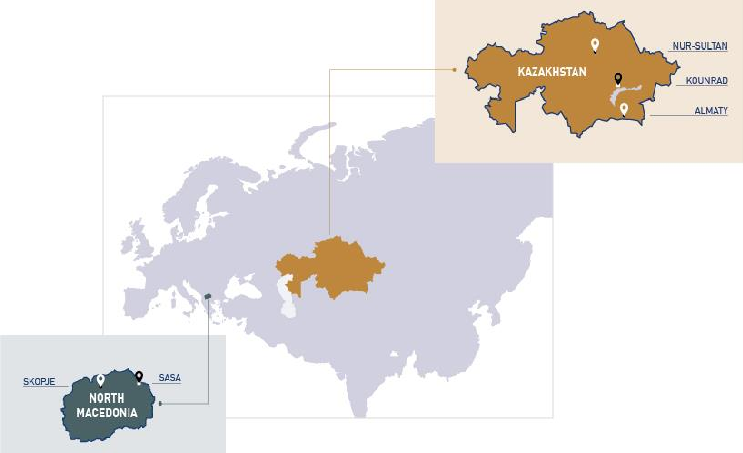 NUR-SULTAN
KAZAKHSTAN
KOUNRAD
ALMATY
SKOPJE
SASA
NORTH
MACEDONIA